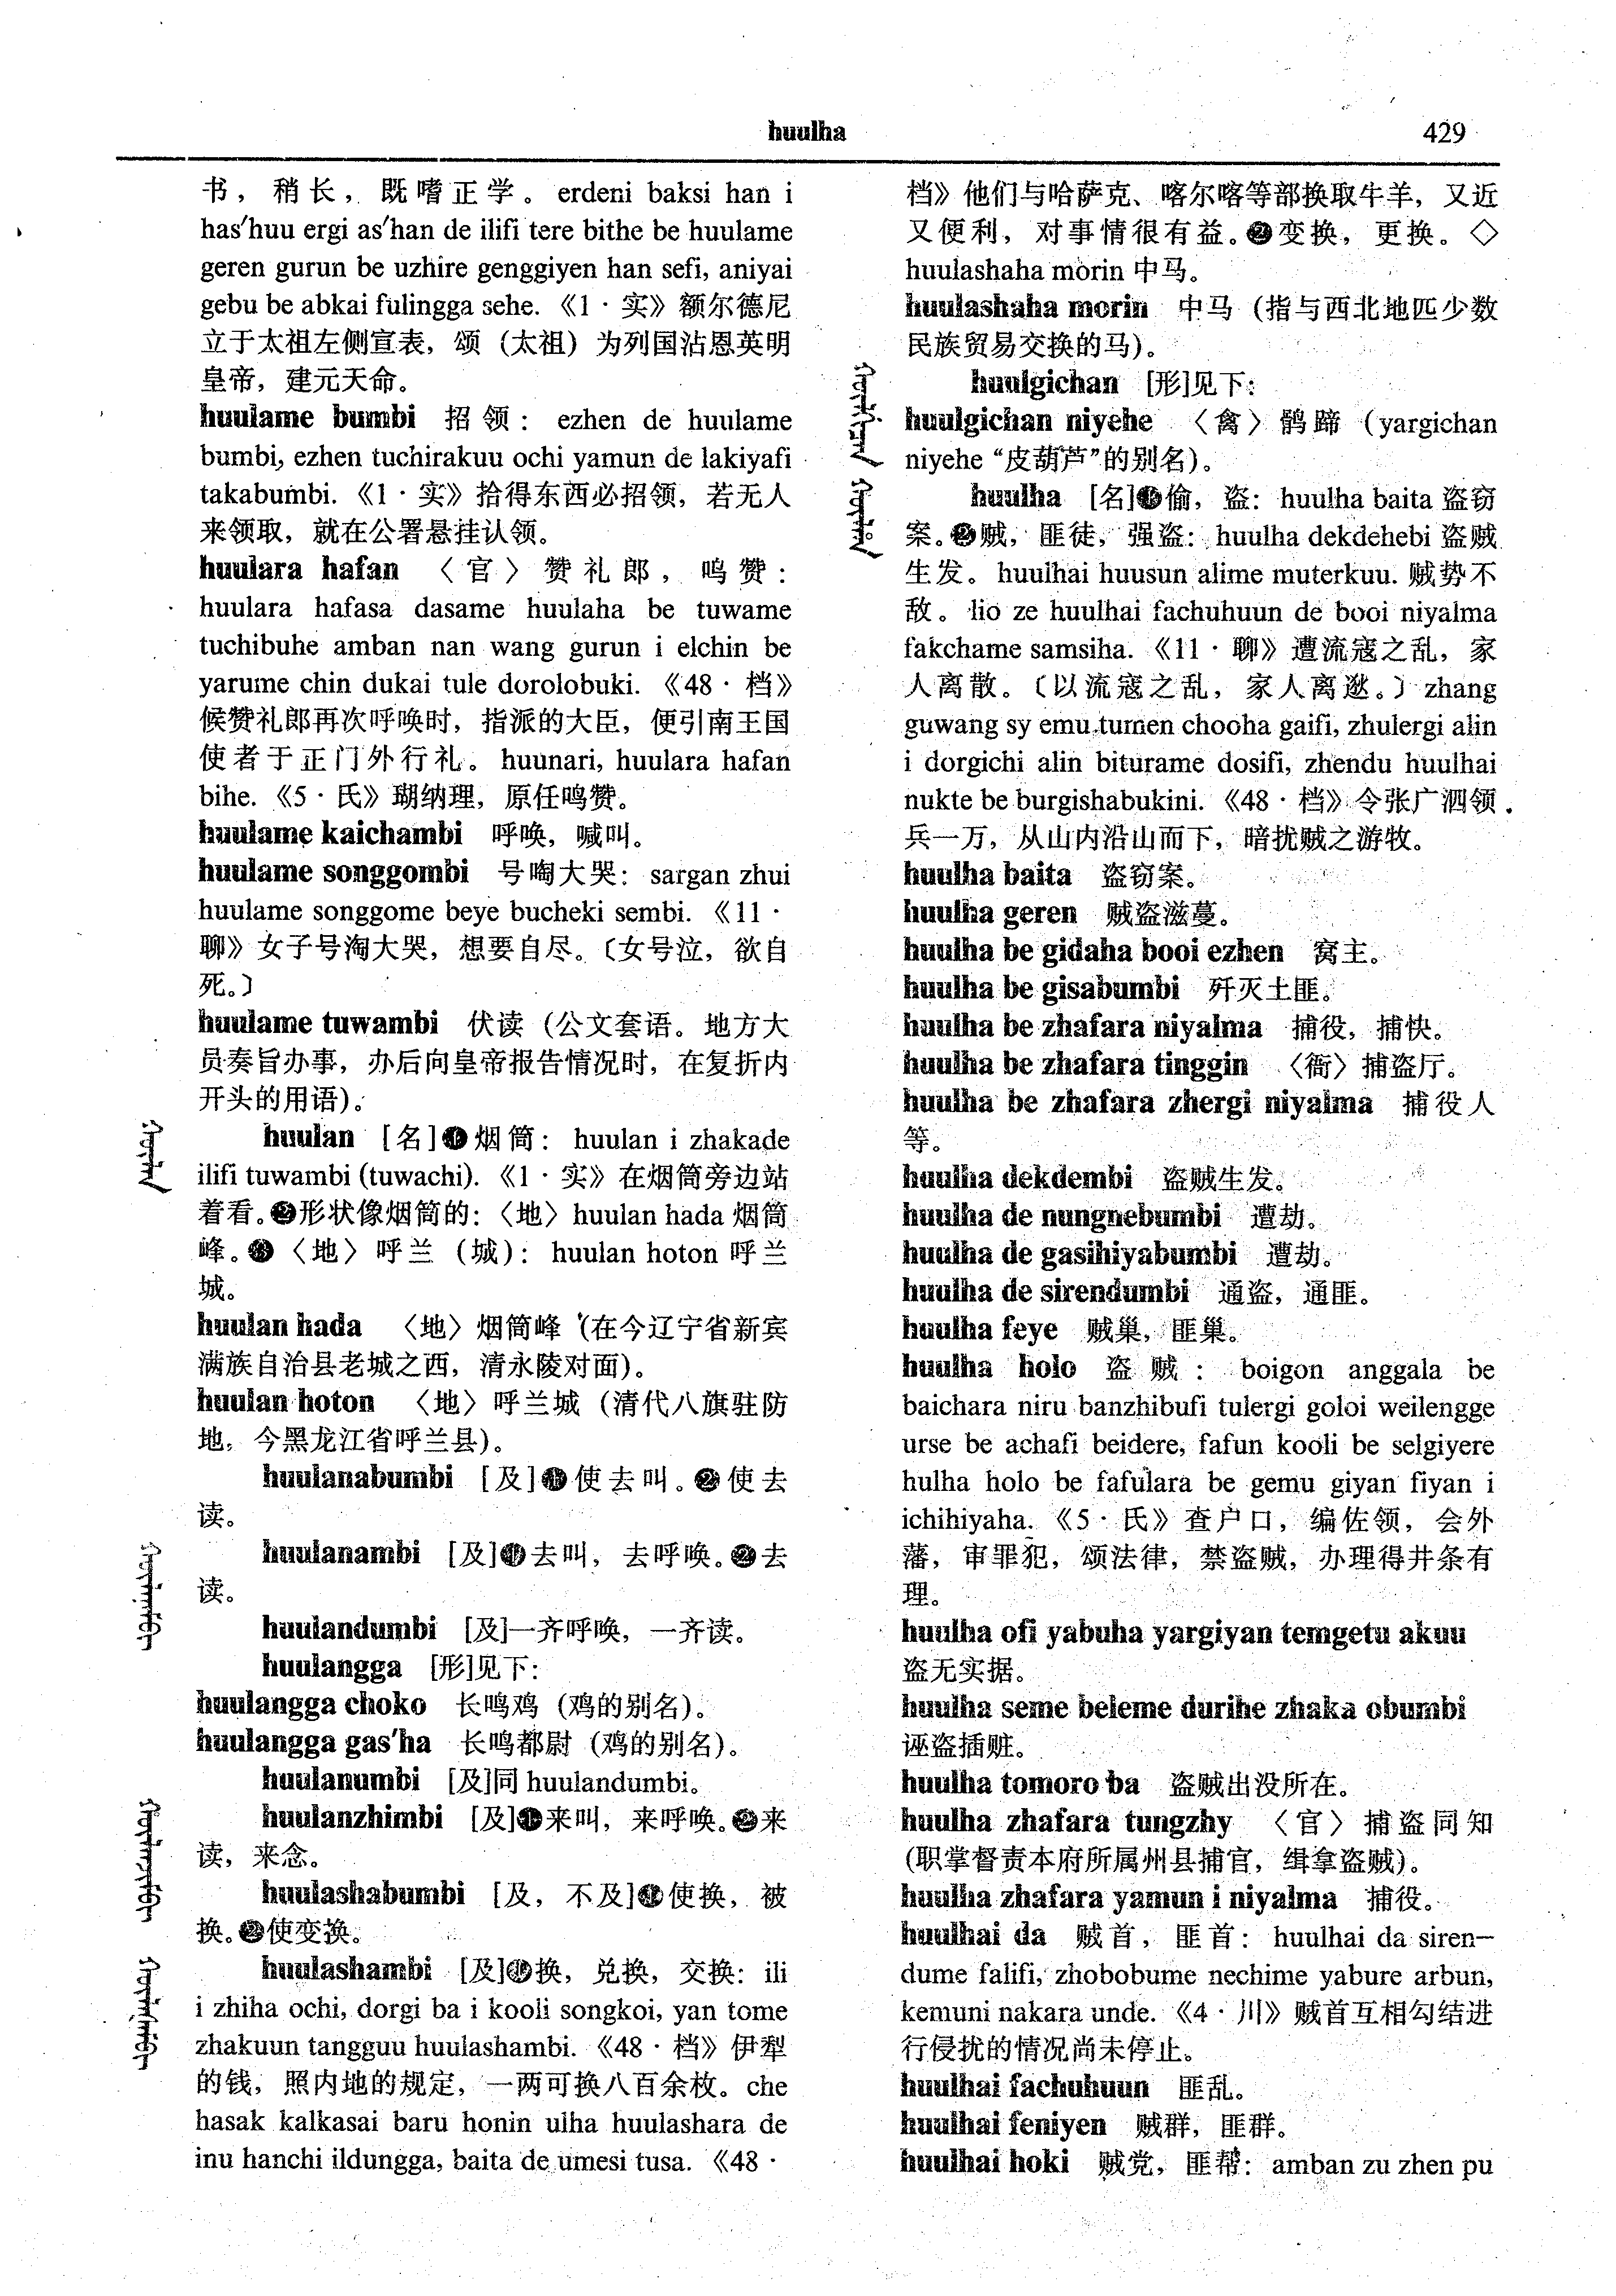 huulha
429
书，稍长，既嗜正学。erdeni baksi han i
has'huu ergi as'han de ilifi tere bithe be huulame
geren gurun be uzhire genggiyen han sefi, aniyai
gebu be abkai fulingga sehe.《1·实》额尔德尼
立于太祖左侧宣表，颂（太祖）为列国沾恩英明
皇帝，建元天命。
huulame bumbi 招领：ezhen de huulame
bumbi, ezhen tuchirakuu ochi yamun de lakiyafi
takabumbi.《1·实》拾得东西必招领，若无人
来领取，就在公署悬挂认领。
huulara hafan 〈官〉赞礼郎，鸣赞：
huulara hafasa dasame huulaha be tuwame
tuchibuhe amban nan wang gurun i elchin be
yarume chin dukai tule dorolobuki.《48·档》
候赞礼郎再次呼唤时，指派的大臣，便引南王国
使者于正门外行礼。huunari, huulara hafan
bihe.《5·氏》瑚纳理，原任鸣赞。
huulame kaichambi 呼唤，喊叫。
huulame songgombi 号啕大哭：sargan zhui
huulame songgome beye bucheki sembi.《11·
聊》女子号淘大哭，想要自尽。〔女号泣，欲自
死。〕
huulame tuwambi 伏读（公文套语。地方大
员奏旨办事，办后向皇帝报告情况时，在复折内
开头的用语）。
huulan [名]❶烟筒：huulan i zhakade
ilifi tuwambi (tuwachi).《1·实》在烟筒旁边站
着看。❷形状像烟筒的：〈地〉huulan hada 烟筒
峰。❸〈地〉呼兰（城）：huulan hoton 呼兰
城。
huulan hada 〈地〉烟筒峰（在今辽宁省新宾
满族自治县老城之西，清永陵对面）。
huulan hoton 〈地〉呼兰城（清代八旗驻防
地，今黑龙江省呼兰县）。
huulanabumbi [及]❶使去叫。❷使去
读。
huulanambi [及]❶去叫，去呼唤。❷去
读。
huulandumbi [及]一齐呼唤，一齐读。
huulangga [形]见下：
huulangga choko 长鸣鸡（鸡的别名）。
huulangga gas'ha 长鸣都尉（鸡的别名）。
huulanumbi [及]同 huulandumbi。
huulanzhimbi [及]❶来叫，来呼唤。❷来
读，来念。
huulashabumbi [及，不及]❶使换，被
换。❷使变换。
huulashambi [及]❶换，兑换，交换：ili
i zhiha ochi, dorgi ba i kooli songkoi, yan tome
zhakuun tangguu huulashambi.《48·档》伊犁
的钱，照内地的规定，一两可换八百余枚。che
hasak kalkasai baru honin ulha huulashara de
inu hanchi ildungga, baita de umesi tusa.《48·
档》他们与哈萨克、喀尔喀等部换取牛羊，又近
又便利，对事情很有益。❷变换，更换。◇
huulashaha morin 中马。
huulashaha morin 中马（指与西北地匹少数
民族贸易交换的马）。
huulgichan [形]见下：
huulgichan niyehe 〈禽〉鹘蹄（yargichan
niyehe “皮葫芦”的别名）。
huulha [名]❶偷，盗：huulha baita 盗窃
案。❷贼，匪徒，强盗：huulha dekdehebi 盗贼
生发。huulhai huusun alime muterkuu. 贼势不
敌。lio ze huulhai fachuhuun de booi niyalma
fakchame samsiha.《11·聊》遭流寇之乱，家
人离散。〔以流寇之乱，家人离逖。〕zhang
guwang sy emu tumen chooha gaifi, zhulergi alin
i dorgichi alin biturame dosifi, zhendu huulhai
nukte be burgishabukini.《48·档》令张广泗领
兵一万，从山内沿山而下，暗扰贼之游牧。
huulha baita 盗窃案。
huulha geren 贼盗滋蔓。
huulha be gidaha booi ezhen 窝主。
huulha be gisabumbi 歼灭土匪。
huulha be zhafara niyalma 捕役，捕快。
huulha be zhafara tinggin 〈衙〉捕盗厅。
huulha be zhafara zhergi niyalma 捕役人
等。
huulha dekdembi 盗贼生发。
huulha de nungnebumbi 遭劫。
huulha de gasihiyabumbi 遭劫。
huulha de sirendumbi 通盗，通匪。
huulha feye 贼巢，匪巢。
huulha holo 盗贼：boigon anggala be
baichara niru banzhibufi tulergi goloi weilengge
urse be achafi beidere, fafun kooli be selgiyere
hulha holo be fafulara be gemu giyan fiyan i
ichihiyaha.《5·氏》查户口，编佐领，会外
藩，审罪犯，颂法律，禁盗贼，办理得井条有
理。
huulha ofi yabuha yargiyan temgetu akuu
盗无实据。
huulha seme beleme durihe zhaka obumbi
诬盗插赃。
huulha tomoro ba 盗贼出没所在。
huulha zhafara tungzhy 〈官〉捕盗同知
（职掌督责本府所属州县捕官，缉拿盗贼）。
huulha zhafara yamun i niyalma 捕役。
huulhai da 贼首，匪首：huulhai da siren–
dume falifi, zhobobume nechime yabure arbun,
kemuni nakara unde.《4·川》贼首互相勾结进
行侵扰的情况尚未停止。
huulhai fachuhuun 匪乱。
huulhai feniyen 贼群，匪群。
huulhai hoki 贼党，匪帮：amban zu zhen pu